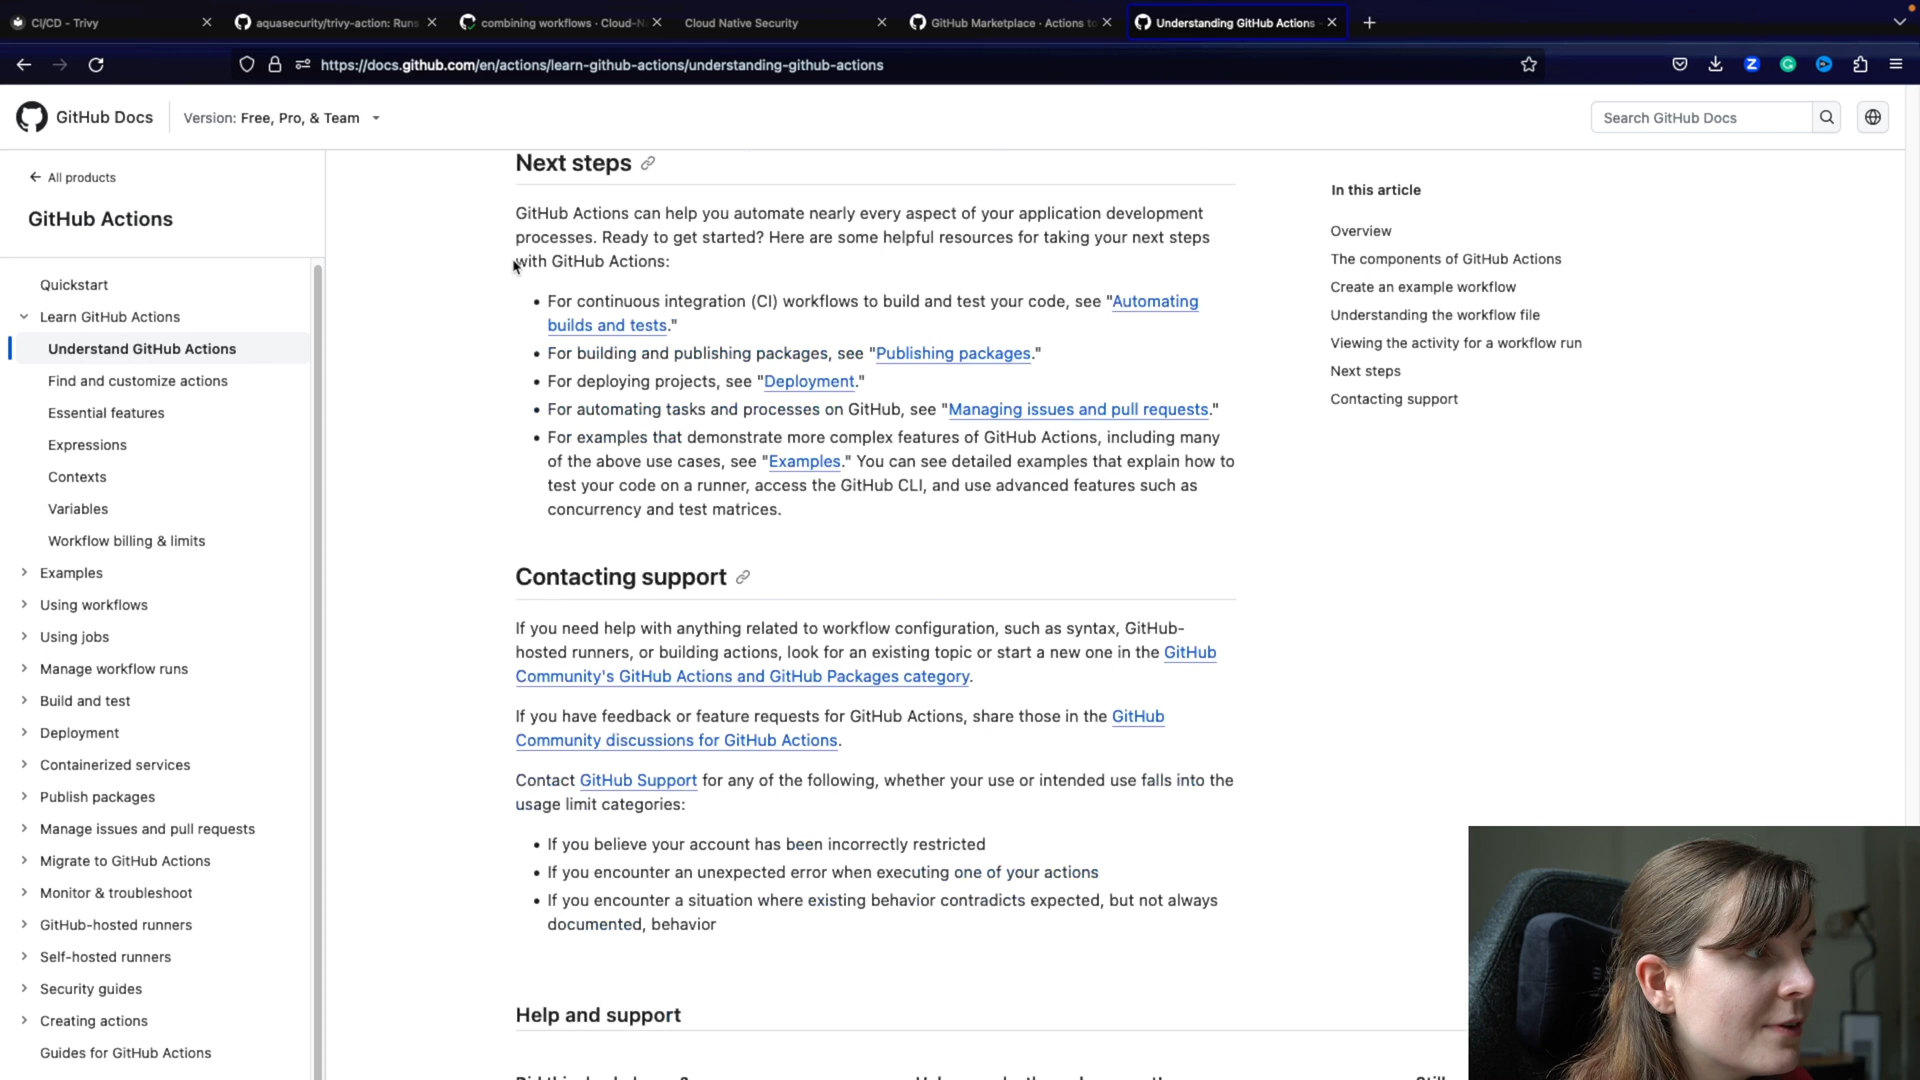 CI/CD - Trivy
aquasecurity/trivy-action: Runs
combining workflows · Cloud-Na
Cloud Native Security
GitHub Marketplace · Actions to
Understanding GitHub Actions -
https://docs.github.com/en/actions/learn-github-actions/understanding-github-actions
GitHub Docs
Version: Free, Pro, & Team
Search GitHub Docs
All products
GitHub Actions
Quickstart
Learn GitHub Actions
Understand GitHub Actions
Find and customize actions
Essential features
Expressions
Contexts
Variables
Workflow billing & limits
Examples
Using workflows
Using jobs
Manage workflow runs
Build and test
Deployment
Containerized services
Publish packages
Manage issues and pull requests
Migrate to GitHub Actions
Monitor & troubleshoot
GitHub-hosted runners
Self-hosted runners
Security guides
Creating actions
Guides for GitHub Actions
Next steps
GitHub Actions can help you automate nearly every aspect of your application development
processes. Ready to get started? Here are some helpful resources for taking your next steps
with GitHub Actions:
• For continuous integration (CI) workflows to build and test your code, see "Automating
builds and tests."
• For building and publishing packages, see "Publishing packages."
• For deploying projects, see "Deployment."
• For automating tasks and processes on GitHub, see "Managing issues and pull requests."
• For examples that demonstrate more complex features of GitHub Actions, including many
of the above use cases, see "Examples." You can see detailed examples that explain how to
test your code on a runner, access the GitHub CLI, and use advanced features such as
concurrency and test matrices.
Contacting support
If you need help with anything related to workflow configuration, such as syntax, GitHub-
hosted runners, or building actions, look for an existing topic or start a new one in the GitHub
Community's GitHub Actions and GitHub Packages category.
If you have feedback or feature requests for GitHub Actions, share those in the GitHub
Community discussions for GitHub Actions.
Contact GitHub Support for any of the following, whether your use or intended use falls into the
usage limit categories:
• If you believe your account has been incorrectly restricted
• If you encounter an unexpected error when executing one of your actions
• If you encounter a situation where existing behavior contradicts expected, but not always
documented, behavior
Help and support
In this article
Overview
The components of GitHub Actions
Create an example workflow
Understanding the workflow file
Viewing the activity for a workflow run
Next steps
Contacting support